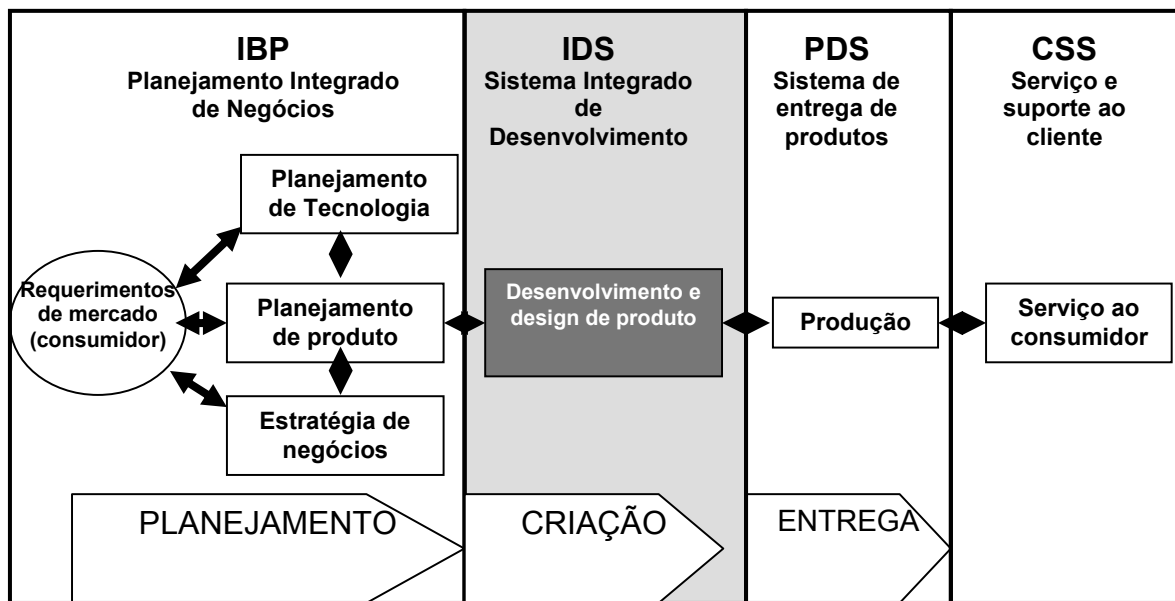 IBP
Planejamento Integrado
de Negócios
Planejamento
de Tecnologia
Requerimentos
de mercado
(consumidor)
Planejamento
de produto
Estratégia de
negócios
PLANEJAMENTO
IDS
Sistema Integrado
de
Desenvolvimento
Desenvolvimento e
design de produto
CRIAÇÃO
PDS
Sistema de
entrega de
produtos
Produção
ENTREGA
CSS
Serviço e
suporte ao
cliente
Serviço ao
consumidor